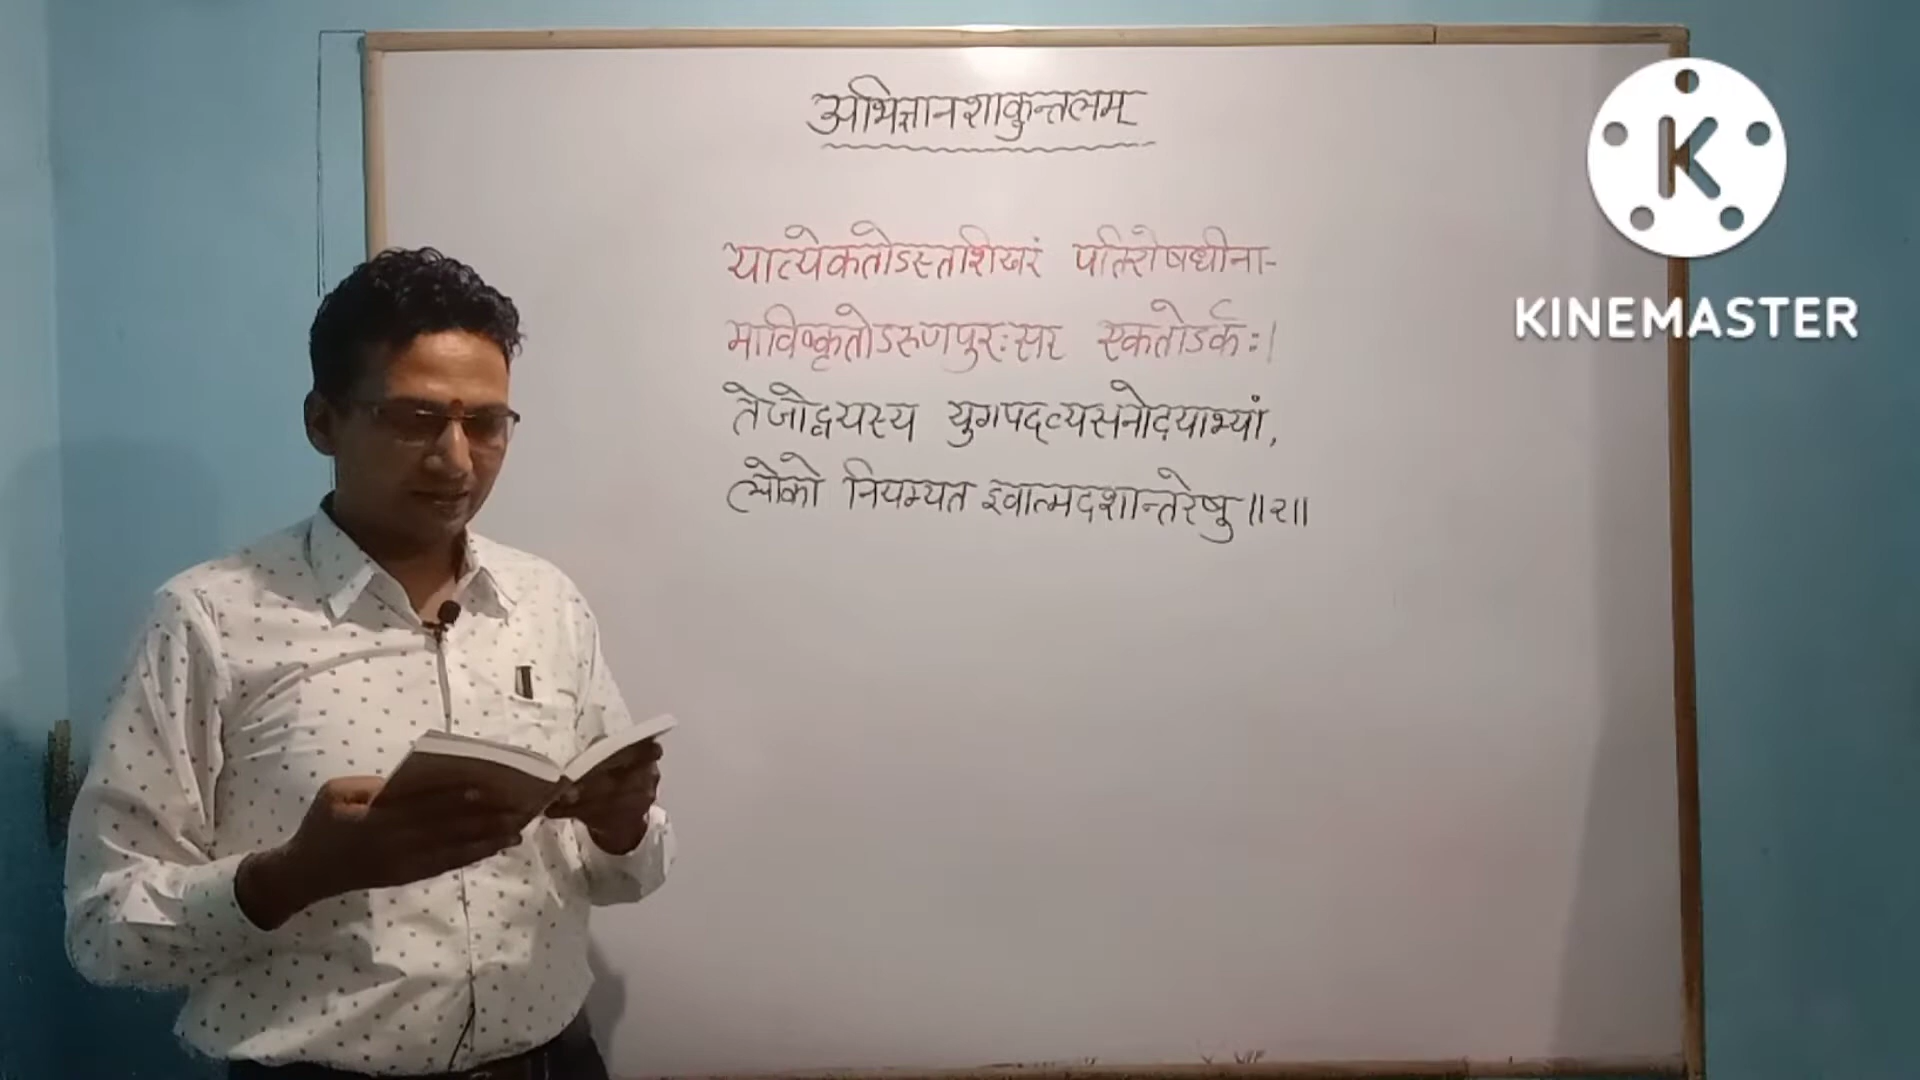 अभिज्ञानशाकुन्तलम्
यात्येकतोऽस्तशिखरं पतिरोषधीना-
माविष्कृतोऽरुणपुरःसर एकतोऽर्कः।
तेजोद्वयस्य युगपद्व्यसनोदयाभ्यां,
लोको नियम्यत इवात्मदशान्तरेषु॥२॥
K
KINEMASTER